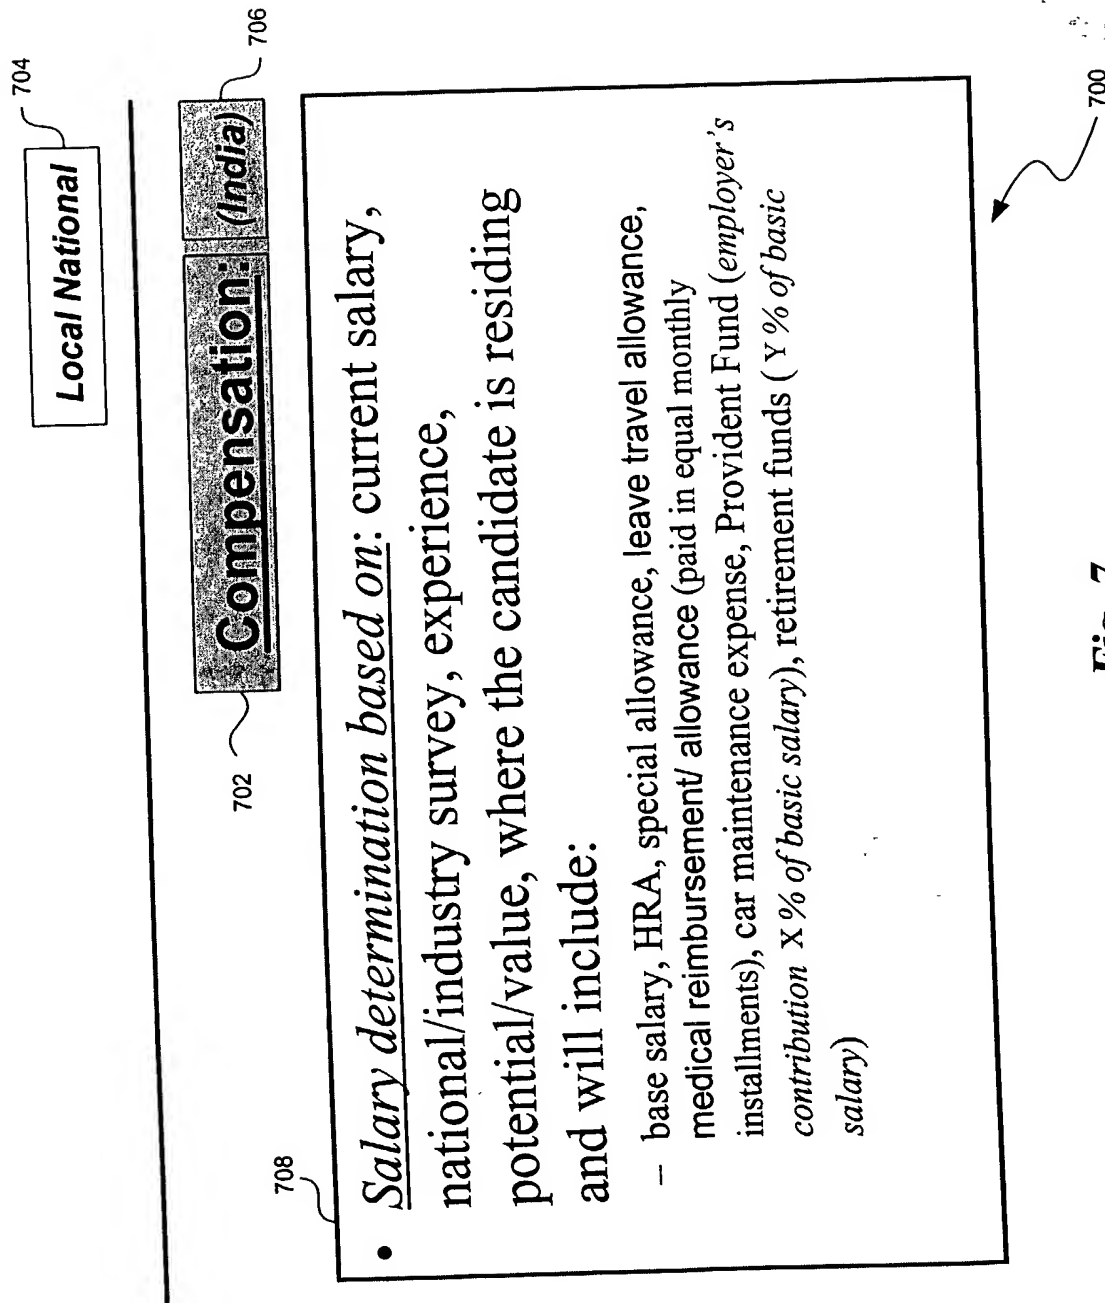 704
Local National
Compensation: (India)
706
702
708
• Salary determination based on: current salary,
national/industry survey, experience,
potential/value, where the candidate is residing
and will include:
– base salary, HRA, special allowance, leave travel allowance,
medical reimbursement/ allowance (paid in equal monthly
installments), car maintenance expense, Provident Fund (employer's
contribution X % of basic salary), retirement funds ( Y % of basic
salary)
700